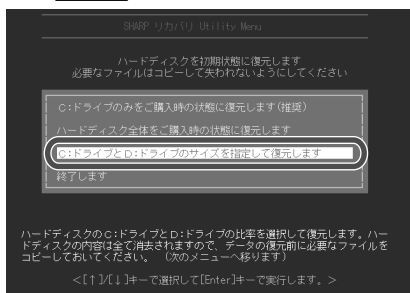 SHARP リカバリ Utility Menu
ハードディスクを初期状態に復元します
必要なファイルはコピーして失われないようにしてください
C:ドライブのみをご購入時の状態に復元します(推奨)
ハードディスク全体をご購入時の状態に復元します
C:ドライブとD:ドライブのサイズを指定して復元します
終了します
ハードディスクのC:ドライブとD:ドライブの比率を選択して復元します。ハー
ドディスクの内容は全て消去されますので、データの復元前に必要なファイルを
コピーしておいてください。 (次のメニューへ移ります)
<[↑]/[↓]キーで選択して[Enter]キーで実行します。>